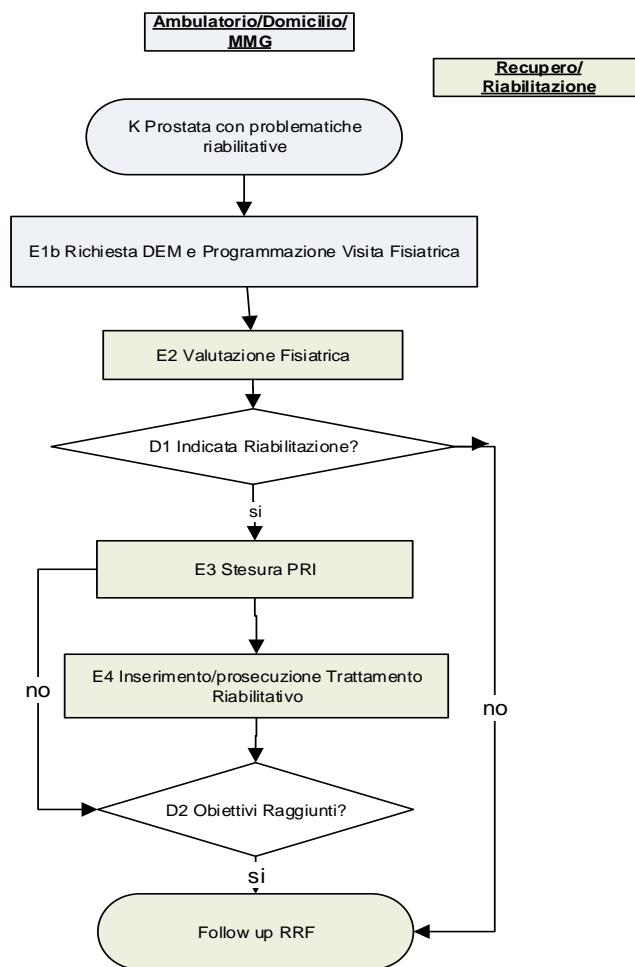 Ambulatorio/Domicilio/
MMG
Recupero/
Riabilitazione
K Prostata con problematiche
riabilitative
E1b Richiesta DEM e Programmazione Visita Fisiatrica
E2 Valutazione Fisiatrica
D1 Indicata Riabilitazione?
si
E3 Stesura PRI
E4 Inserimento/prosecuzione Trattamento
Riabilitativo
no
no
D2 Obiettivi Raggiunti?
si
Follow up RRF